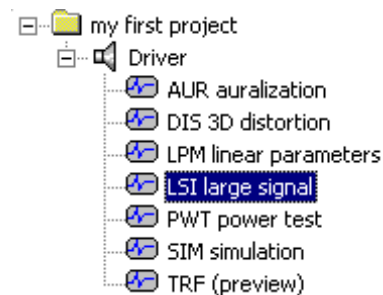 my first project
Driver
AUR auralization
DIS 3D distortion
LPM linear parameters
LSI large signal
PWT power test
SIM simulation
TRF (preview)